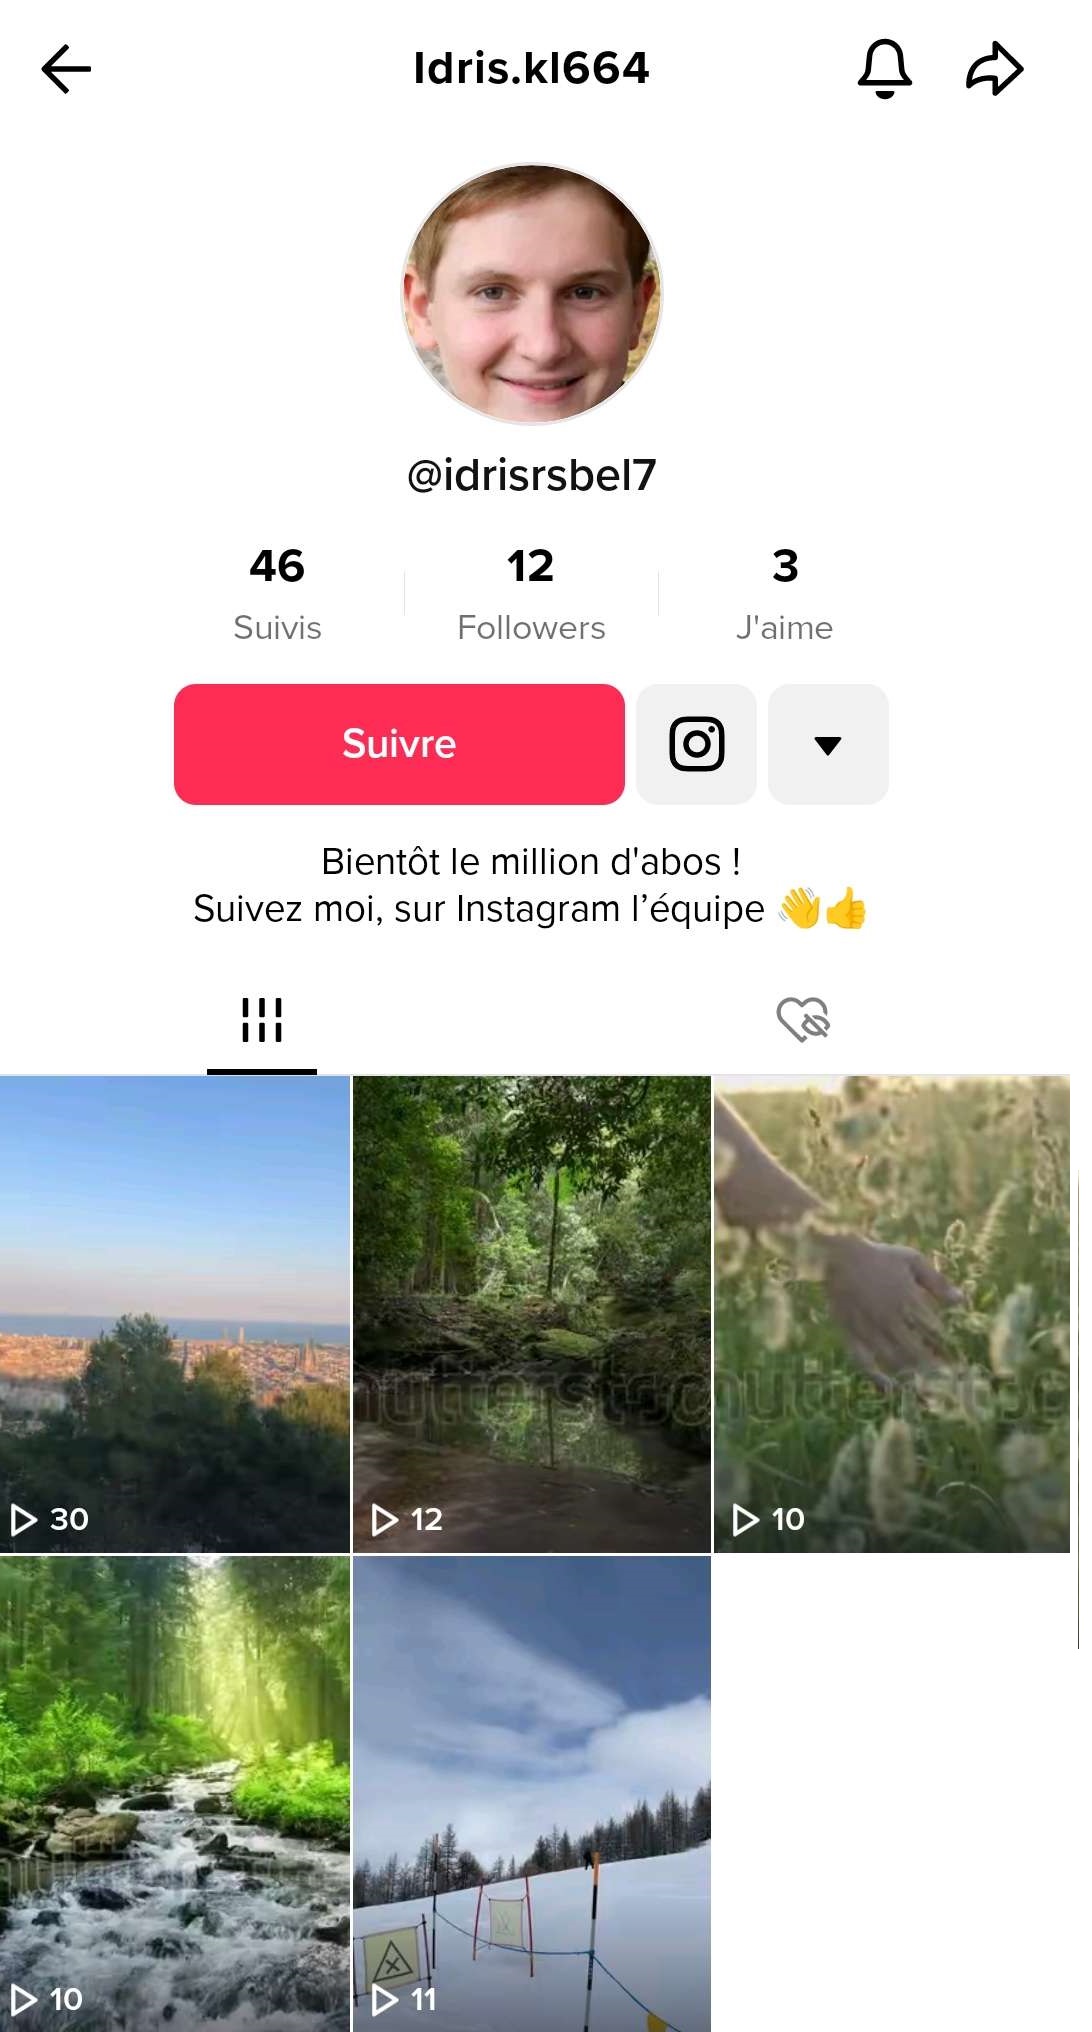 Idris.kl664
@idrisrsbel7
46 12 3
Suivis Followers J'aime
Suivre
Bientôt le million d'abos !
Suivez moi, sur Instagram l’équipe 👋👍
30 12 10
10 11